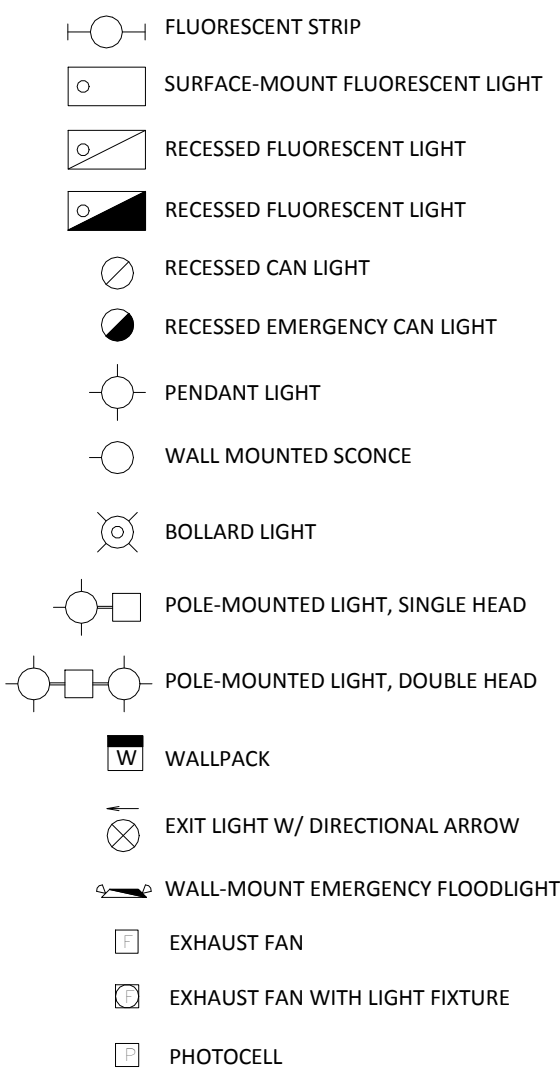 FLUORESCENT STRIP
SURFACE-MOUNT FLUORESCENT LIGHT
RECESSED FLUORESCENT LIGHT
RECESSED FLUORESCENT LIGHT
RECESSED CAN LIGHT
RECESSED EMERGENCY CAN LIGHT
PENDANT LIGHT
WALL MOUNTED SCONCE
BOLLARD LIGHT
POLE-MOUNTED LIGHT, SINGLE HEAD
POLE-MOUNTED LIGHT, DOUBLE HEAD
W WALLPACK
EXIT LIGHT W/ DIRECTIONAL ARROW
WALL-MOUNT EMERGENCY FLOODLIGHT
F EXHAUST FAN
F EXHAUST FAN WITH LIGHT FIXTURE
P PHOTOCELL